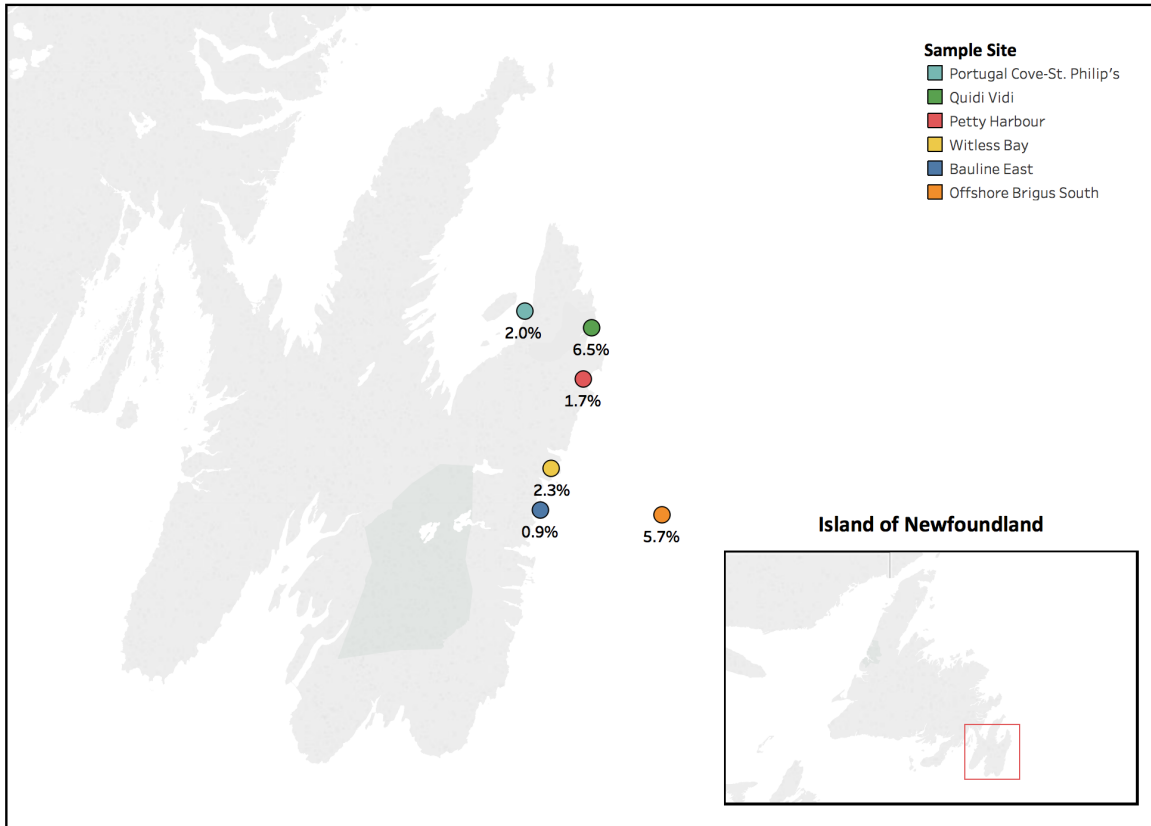 Sample Site
Portugal Cove-St. Philip's
Quidi Vidi
Petty Harbour
Witless Bay
Bauline East
Offshore Brigus South
2.0%
6.5%
1.7%
2.3%
0.9%
5.7%
Island of Newfoundland